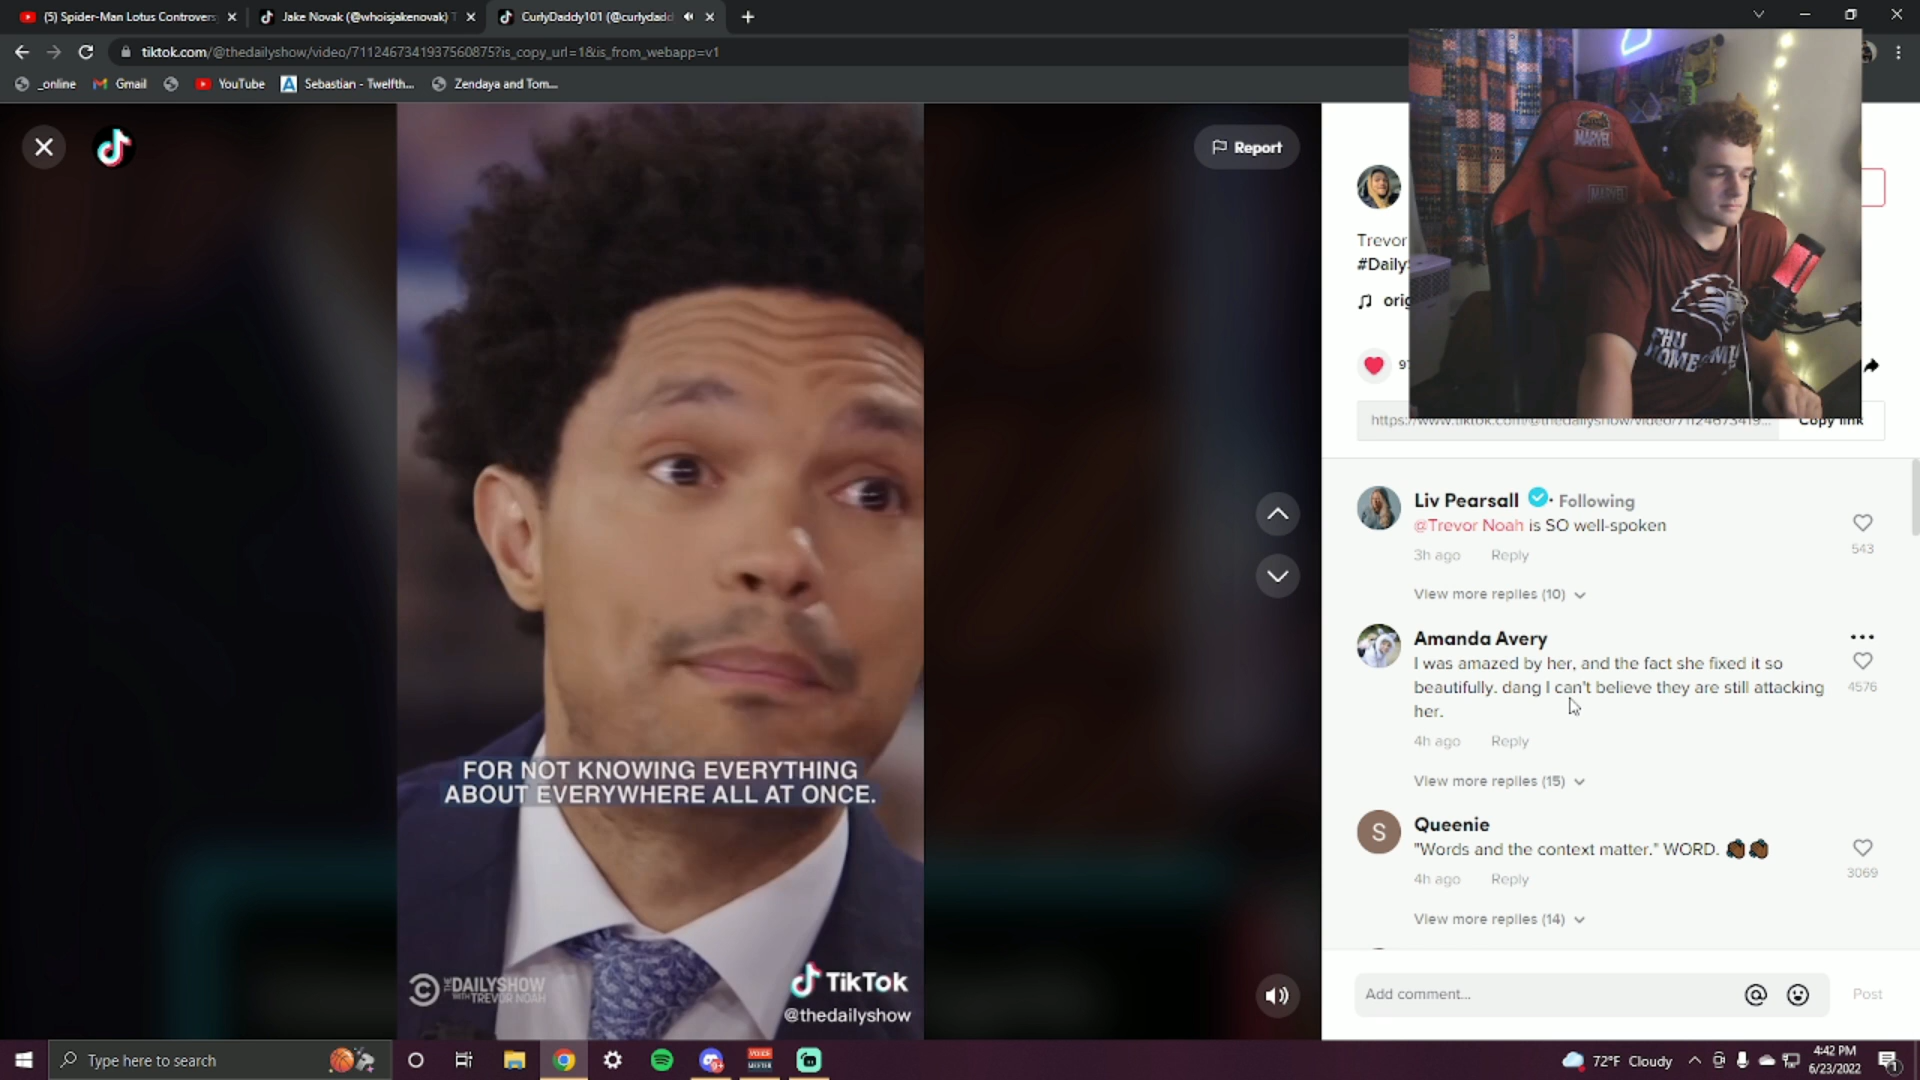 (5) Spider-Man Lotus Controvers
Jake Novak (@whoisjakenovak) T
CurlyDaddy101 (@curlydadd
tiktok.com/@thedailyshow/video/7112467341937560875?is_copy_url=1&is_from_webapp=v1
_online
Gmail
YouTube
Sebastian - Twelfth...
Zendaya and Tom...
Report
MARVEL
MARVEL
Trevor
#Daily
orig
97
https://www.tiktok.com/@thedailyshow/video/71124673419...
Copy link
Liv Pearsall · Following
@Trevor Noah is SO well-spoken
3h ago Reply
543
View more replies (10)
Amanda Avery
I was amazed by her, and the fact she fixed it so
beautifully. dang I can't believe they are still attacking
her.
4576
4h ago Reply
View more replies (15)
S
Queenie
"Words and the context matter." WORD. 👏🏾👏🏾
3069
4h ago Reply
View more replies (14)
Add comment...
Post
FOR NOT KNOWING EVERYTHING
ABOUT EVERYWHERE ALL AT ONCE.
THE DAILYSHOW
WITH TREVOR NOAH
TikTok
@thedailyshow
Type here to search
72°F Cloudy
4:42 PM
6/23/2022